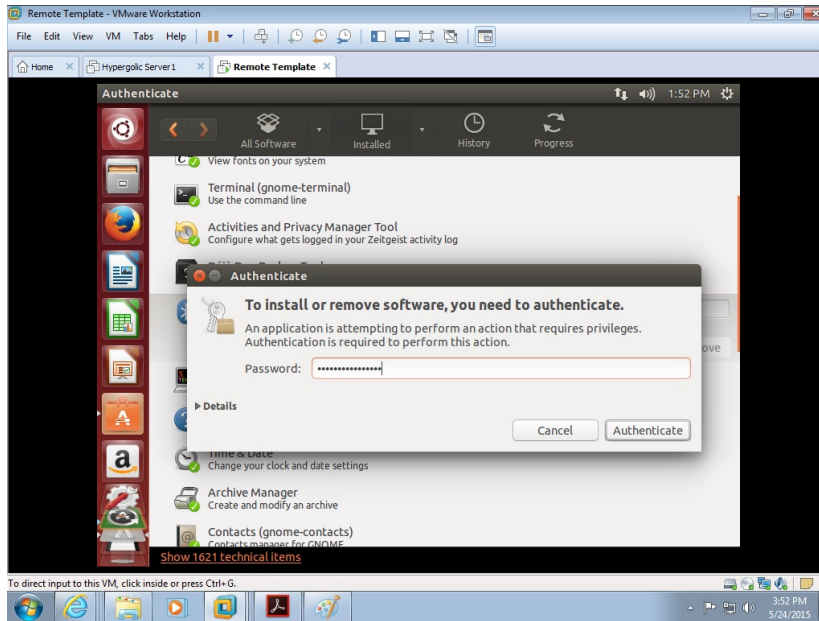 Remote Template - VMware Workstation
File Edit View VM Tabs Help
Home Hypergolic Server1 Remote Template
Authenticate 1:52 PM
All Software Installed History Progress
View fonts on your system
Terminal (gnome-terminal)
Use the command line
Activities and Privacy Manager Tool
Configure what gets logged in your Zeitgeist activity log
Authenticate
To install or remove software, you need to authenticate.
An application is attempting to perform an action that requires privileges.
Authentication is required to perform this action.
Password: ••••••••••••••••
Details
Cancel Authenticate
Time & Date
Change your clock and date settings
Archive Manager
Create and modify an archive
Contacts (gnome-contacts)
Contacts manager for GNOME
Show 1621 technical items
To direct input to this VM, click inside or press Ctrl+G.
3:52 PM
5/24/2015